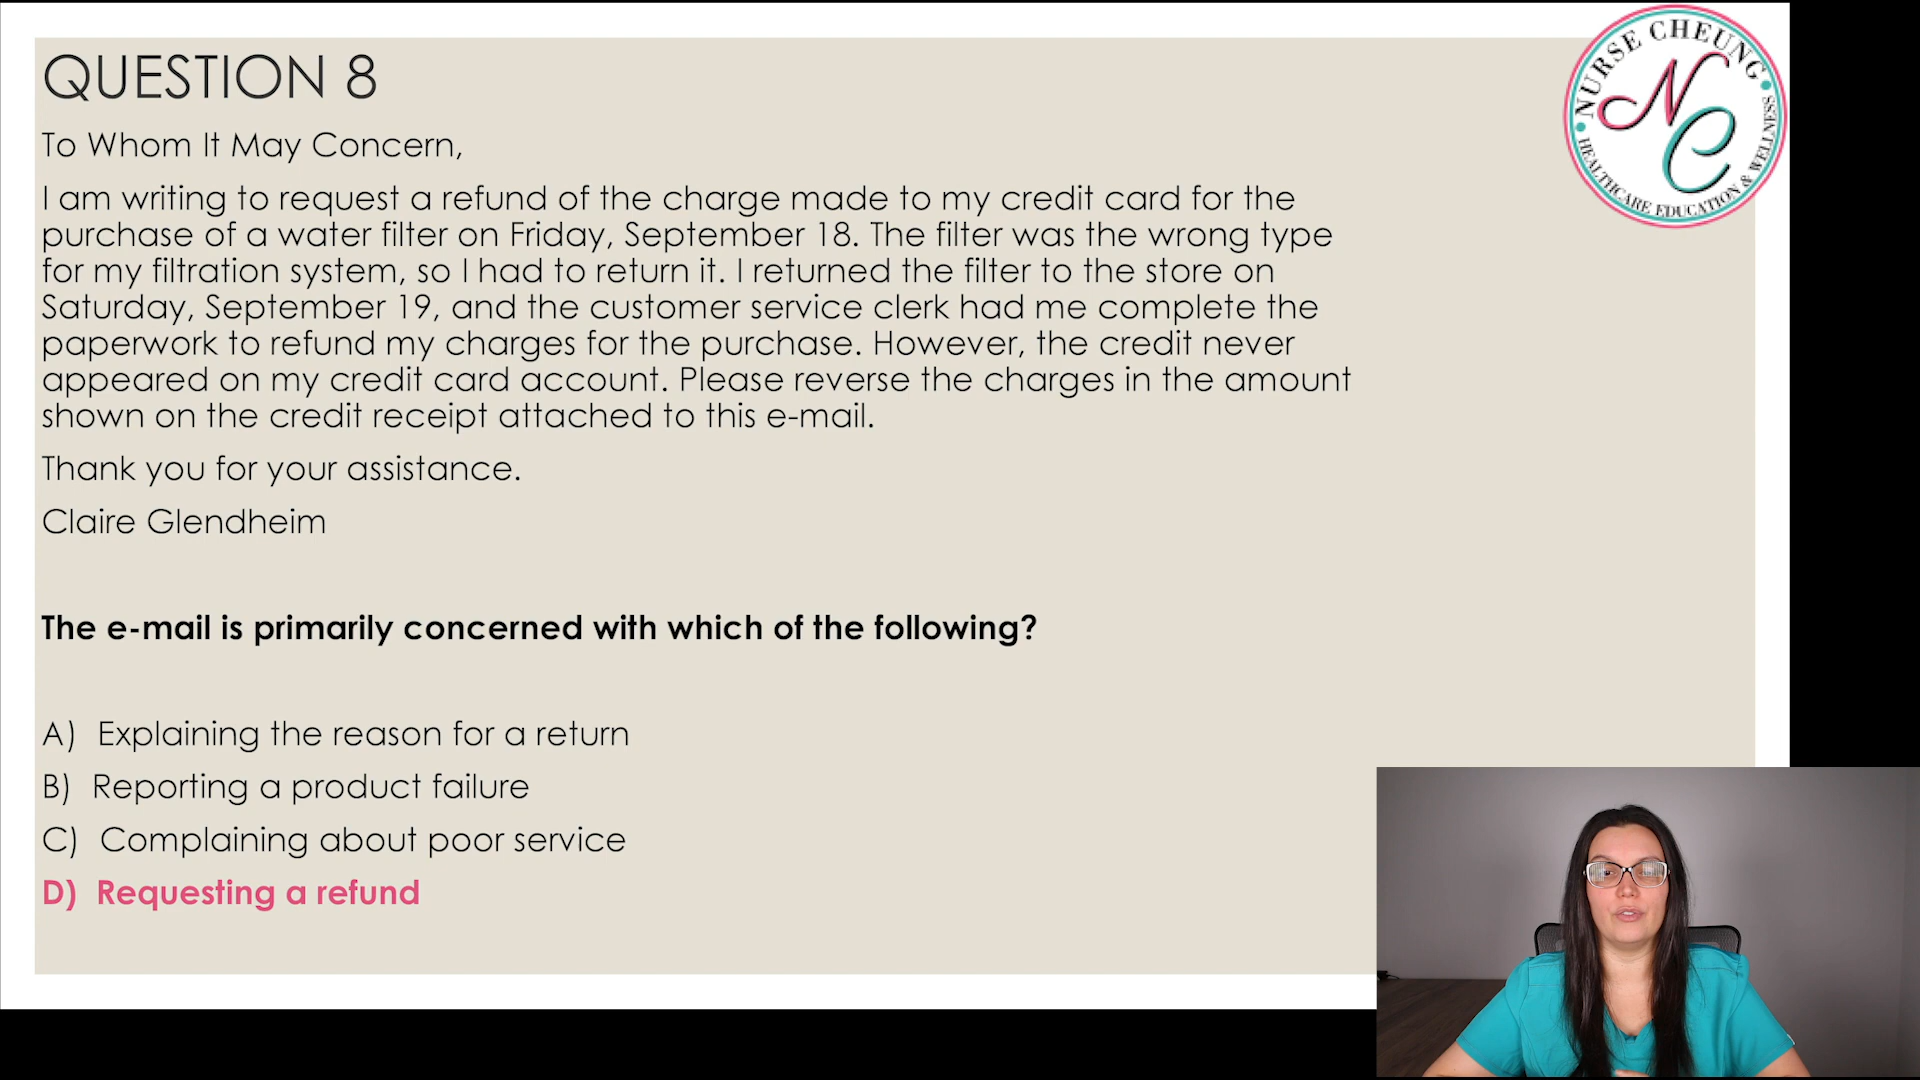 QUESTION 8
To Whom It May Concern,
I am writing to request a refund of the charge made to my credit card for the
purchase of a water filter on Friday, September 18. The filter was the wrong type
for my filtration system, so I had to return it. I returned the filter to the store on
Saturday, September 19, and the customer service clerk had me complete the
paperwork to refund my charges for the purchase. However, the credit never
appeared on my credit card account. Please reverse the charges in the amount
shown on the credit receipt attached to this e-mail.
Thank you for your assistance.
Claire Glendheim
The e-mail is primarily concerned with which of the following?
A) Explaining the reason for a return
B) Reporting a product failure
C) Complaining about poor service
D) Requesting a refund
NURSE CHEUNG
NC
HEALTHCARE EDUCATION & WELLNESS